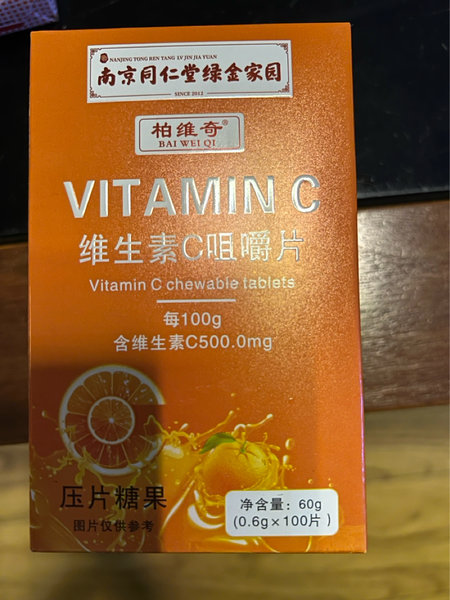 NANJING TONG REN TANG LV JIN JIA YUAN
南京同仁堂绿金家园
SINCE 2012
柏维奇®
BAI WEI QI
VITAMIN C
维生素C咀嚼片
Vitamin C chewable tablets
每100g
含维生素C500.0mg
压片糖果
图片仅供参考
净含量：60g
(0.6g×100片)